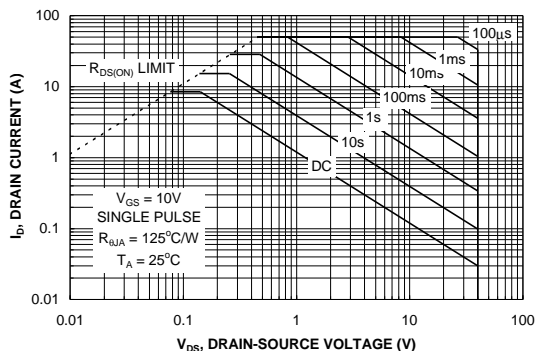 100
10
1
0.1
0.01
I_D, DRAIN CURRENT (A)
R_DS(ON) LIMIT
100µs
1ms
10ms
100ms
1s
10s
DC
V_GS = 10V
SINGLE PULSE
R_θJA = 125°C/W
T_A = 25°C
0.01 0.1 1 10 100
V_DS, DRAIN-SOURCE VOLTAGE (V)